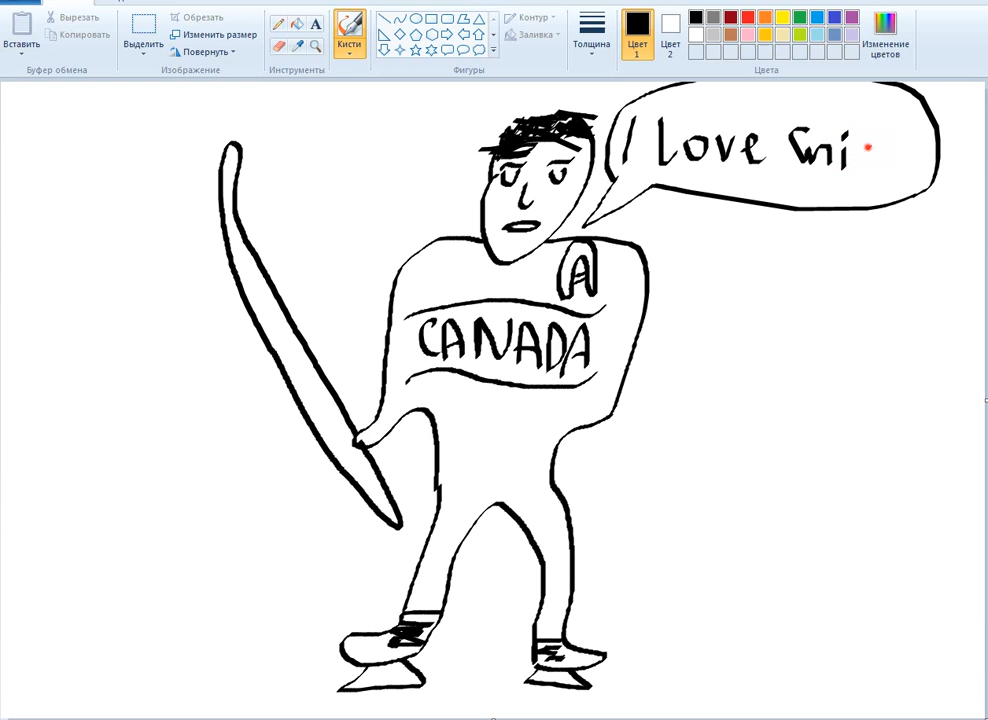 Вставить
Вырезать
Копировать
Буфер обмена
Выделить
Обрезать
Изменить размер
Повернуть
Изображение
A
Инструменты
Кисти
Контур
Заливка
Фигуры
Толщина
Цвет 1
Цвет 2
Изменение цветов
Цвета
I Love
A
CANADA